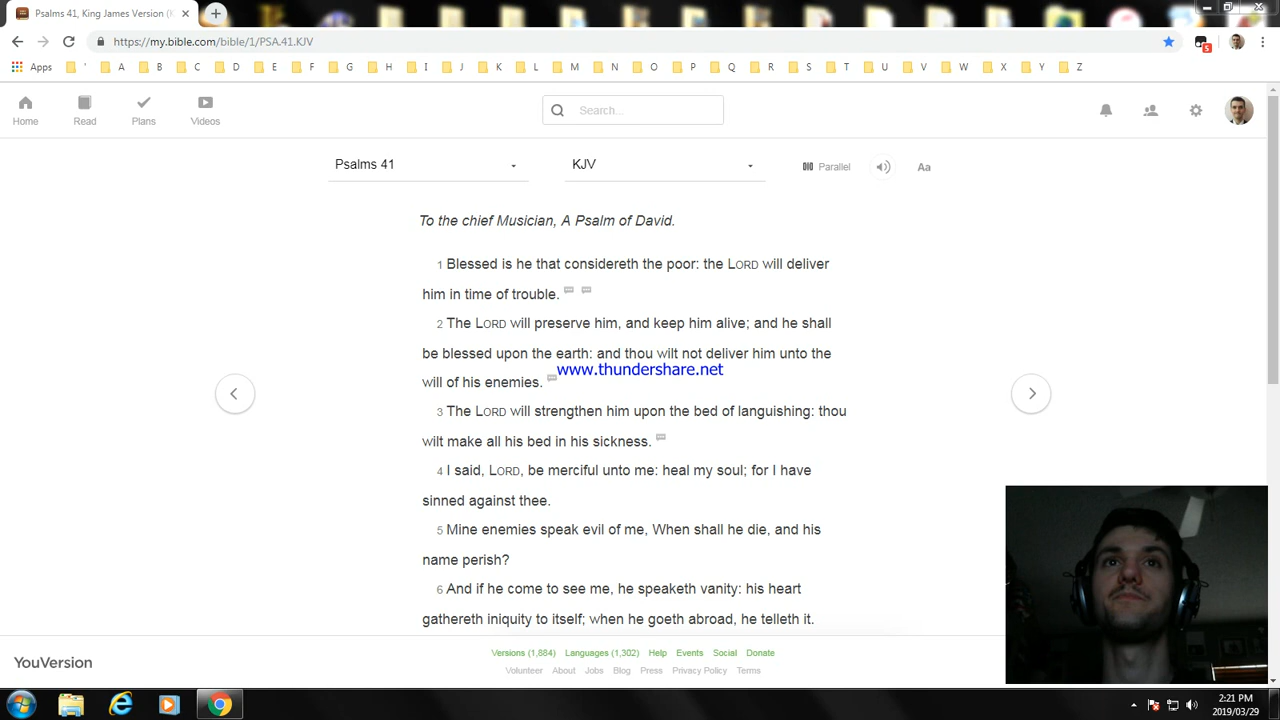 Psalms 41, King James Version (K
https://my.bible.com/bible/1/PSA.41.KJV
5
Apps ' A B C D E F G H I J K L M N O P Q R S T U V W X Y Z
Home Read Plans Videos
Search...
Psalms 41 KJV Parallel Aa
To the chief Musician, A Psalm of David.
1 Blessed is he that considereth the poor: the LORD will deliver
him in time of trouble.
2 The LORD will preserve him, and keep him alive; and he shall
be blessed upon the earth: and thou wilt not deliver him unto the
www.thundershare.net
will of his enemies.
3 The LORD will strengthen him upon the bed of languishing: thou
wilt make all his bed in his sickness.
4 I said, LORD, be merciful unto me: heal my soul; for I have
sinned against thee.
5 Mine enemies speak evil of me, When shall he die, and his
name perish?
6 And if he come to see me, he speaketh vanity: his heart
gathereth iniquity to itself; when he goeth abroad, he telleth it.
YouVersion
Versions (1,884) Languages (1,302) Help Events Social Donate
Volunteer About Jobs Blog Press Privacy Policy Terms
2:21 PM
2019/03/29